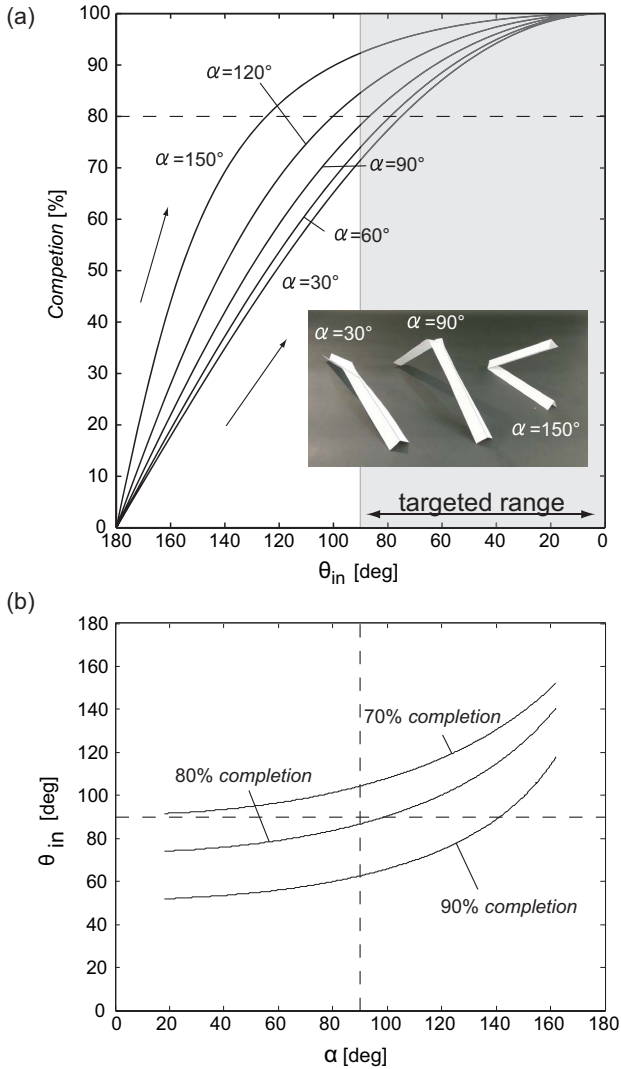 (a)
100
90
80
70
60
50
40
30
20
10
0
Competion [%]
α=120°
α=150°
α=90°
α=60°
α=30°
α=30°
α=90°
α=150°
targeted range
180 160 140 120 100 80 60 40 20 0
θin [deg]
(b)
180
160
140
120
100
80
60
40
20
0
θin [deg]
70% completion
80% completion
90% completion
0 20 40 60 80 100 120 140 160 180
α [deg]